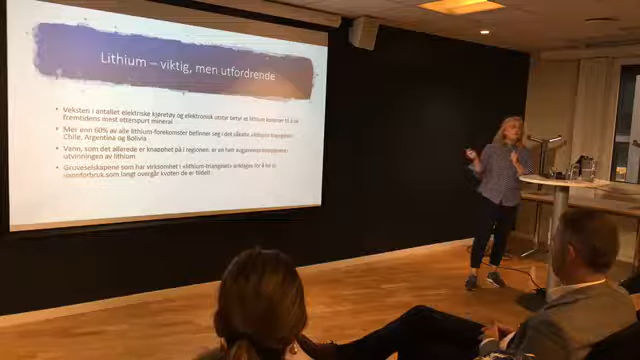 Lithium – viktig, men utfordrende
• Veksten i antallet elektriske kjøretøy og elektronisk utstyr betyr at lithium kommer til å bli
fremtidens mest etterspurt mineral
• Mer enn 60% av alle lithium-forekomster befinner seg i det såkalte «lithium-triangelet»
Chile, Argentina og Bolivia
• Vann, som det allerede er knapphet på i regionen, er en helt avgjørende
utvinningen av lithium
• Gruveselskapene som har virksomhet i «lithium-triangelet» anklages for å ha et
vannforbruk som langt overgår kvoten de er tildelt